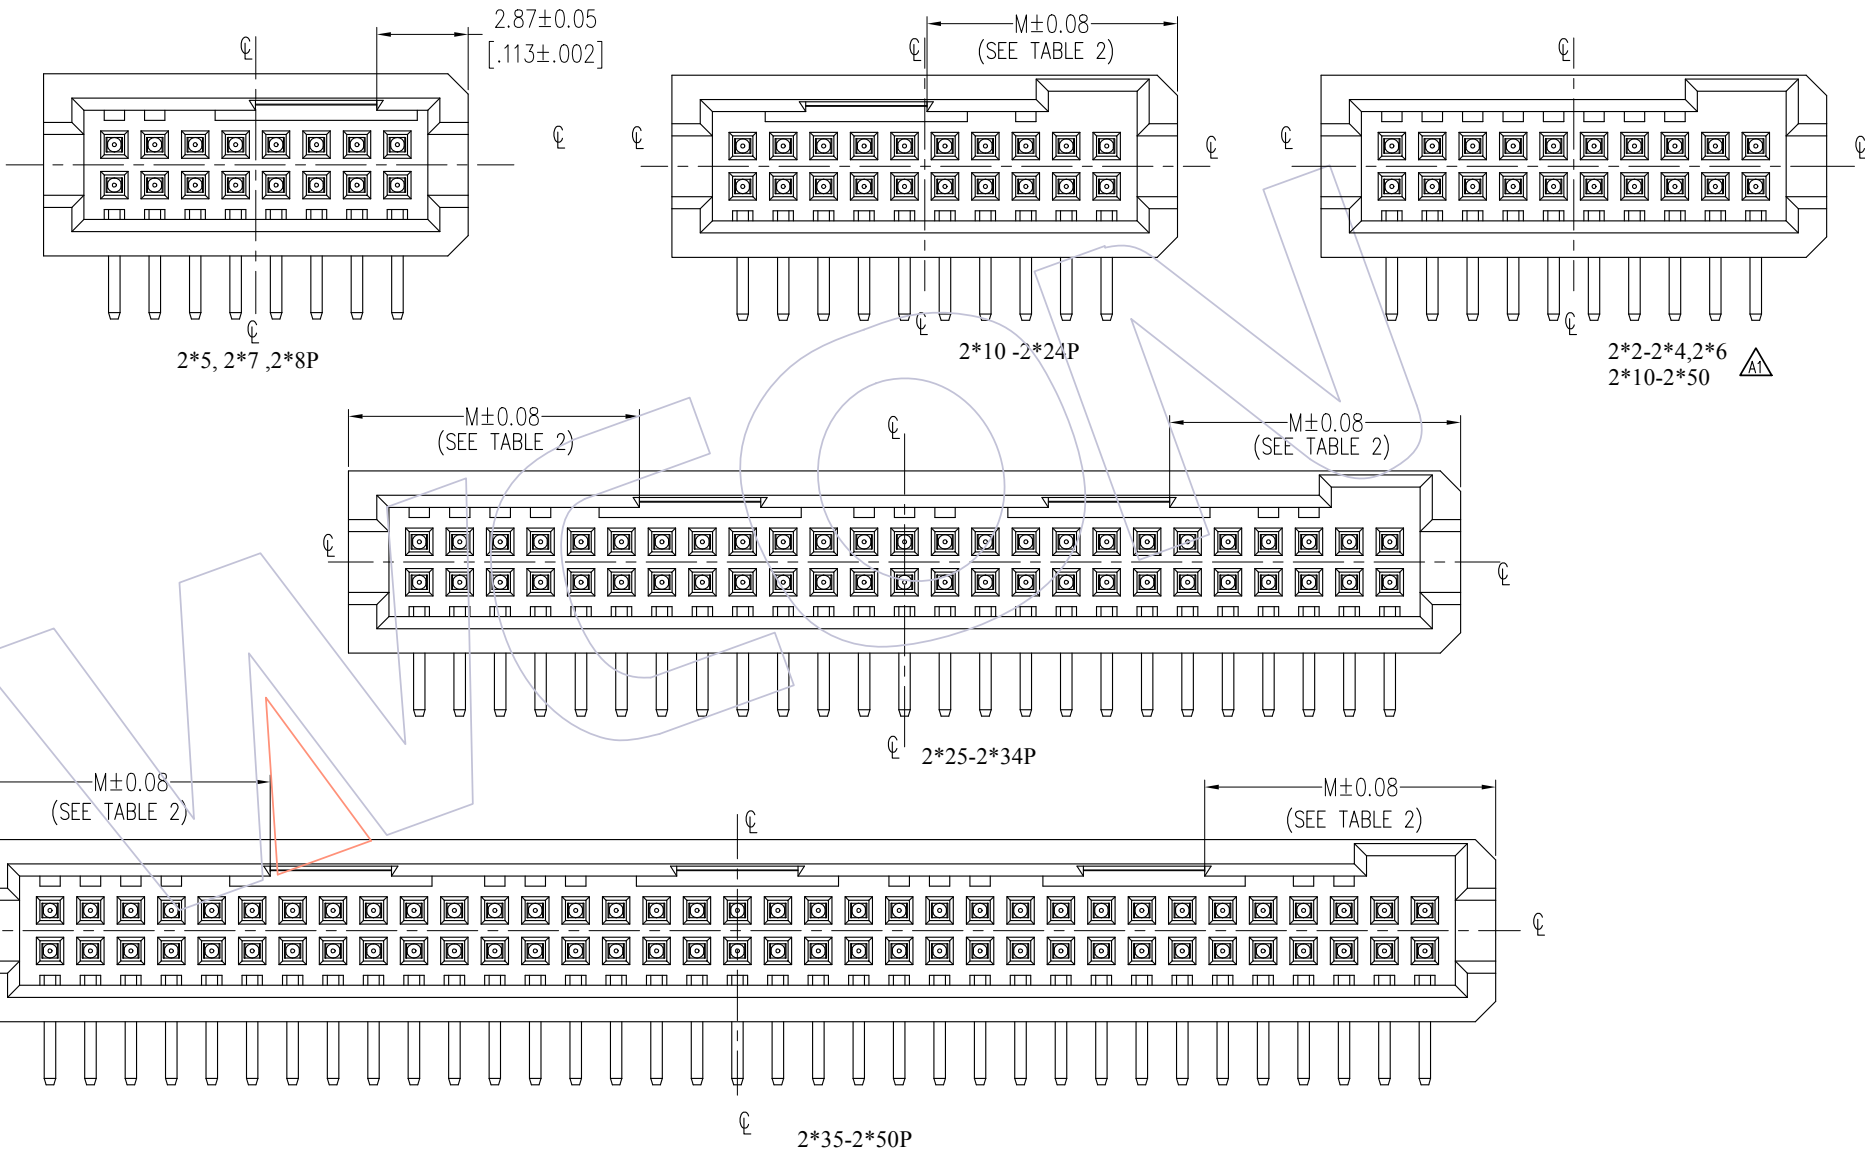 2.87±0.05
[.113±.002]
M±0.08
(SEE TABLE 2)
℄
℄
℄
℄
℄
℄
℄
℄
℄
℄
℄
℄
2*5, 2*7 ,2*8P
2*10 -2*24P
2*2-2*4,2*6
2*10-2*50
A1
M±0.08
(SEE TABLE 2)
M±0.08
(SEE TABLE 2)
℄
℄
℄
℄
2*25-2*34P
M±0.08
(SEE TABLE 2)
M±0.08
(SEE TABLE 2)
℄
℄
℄
2*35-2*50P
WCON